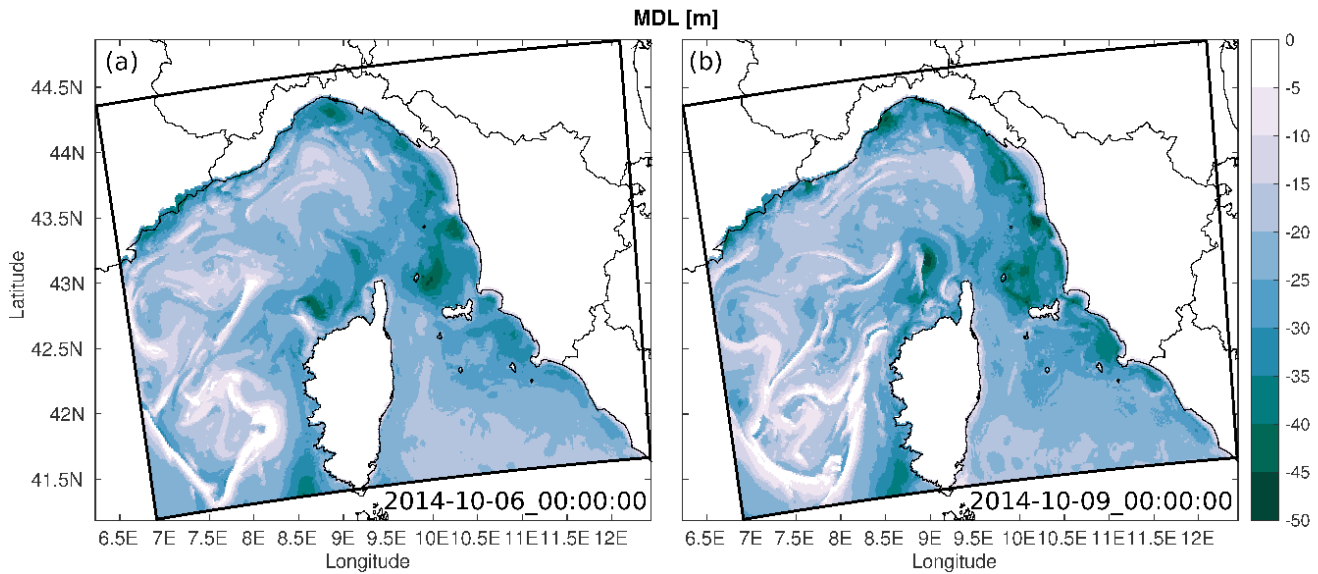 MDL [m]
(a)
(b)
44.5N
44N
43.5N
43N
42.5N
42N
41.5N
Latitude
2014-10-06_00:00:00
2014-10-09_00:00:00
6.5E 7E 7.5E 8E 8.5E 9E 9.5E 10E 10.5E 11E 11.5E 12E
6.5E 7E 7.5E 8E 8.5E 9E 9.5E 10E 10.5E 11E 11.5E 12E
Longitude
Longitude
0
-5
-10
-15
-20
-25
-30
-35
-40
-45
-50